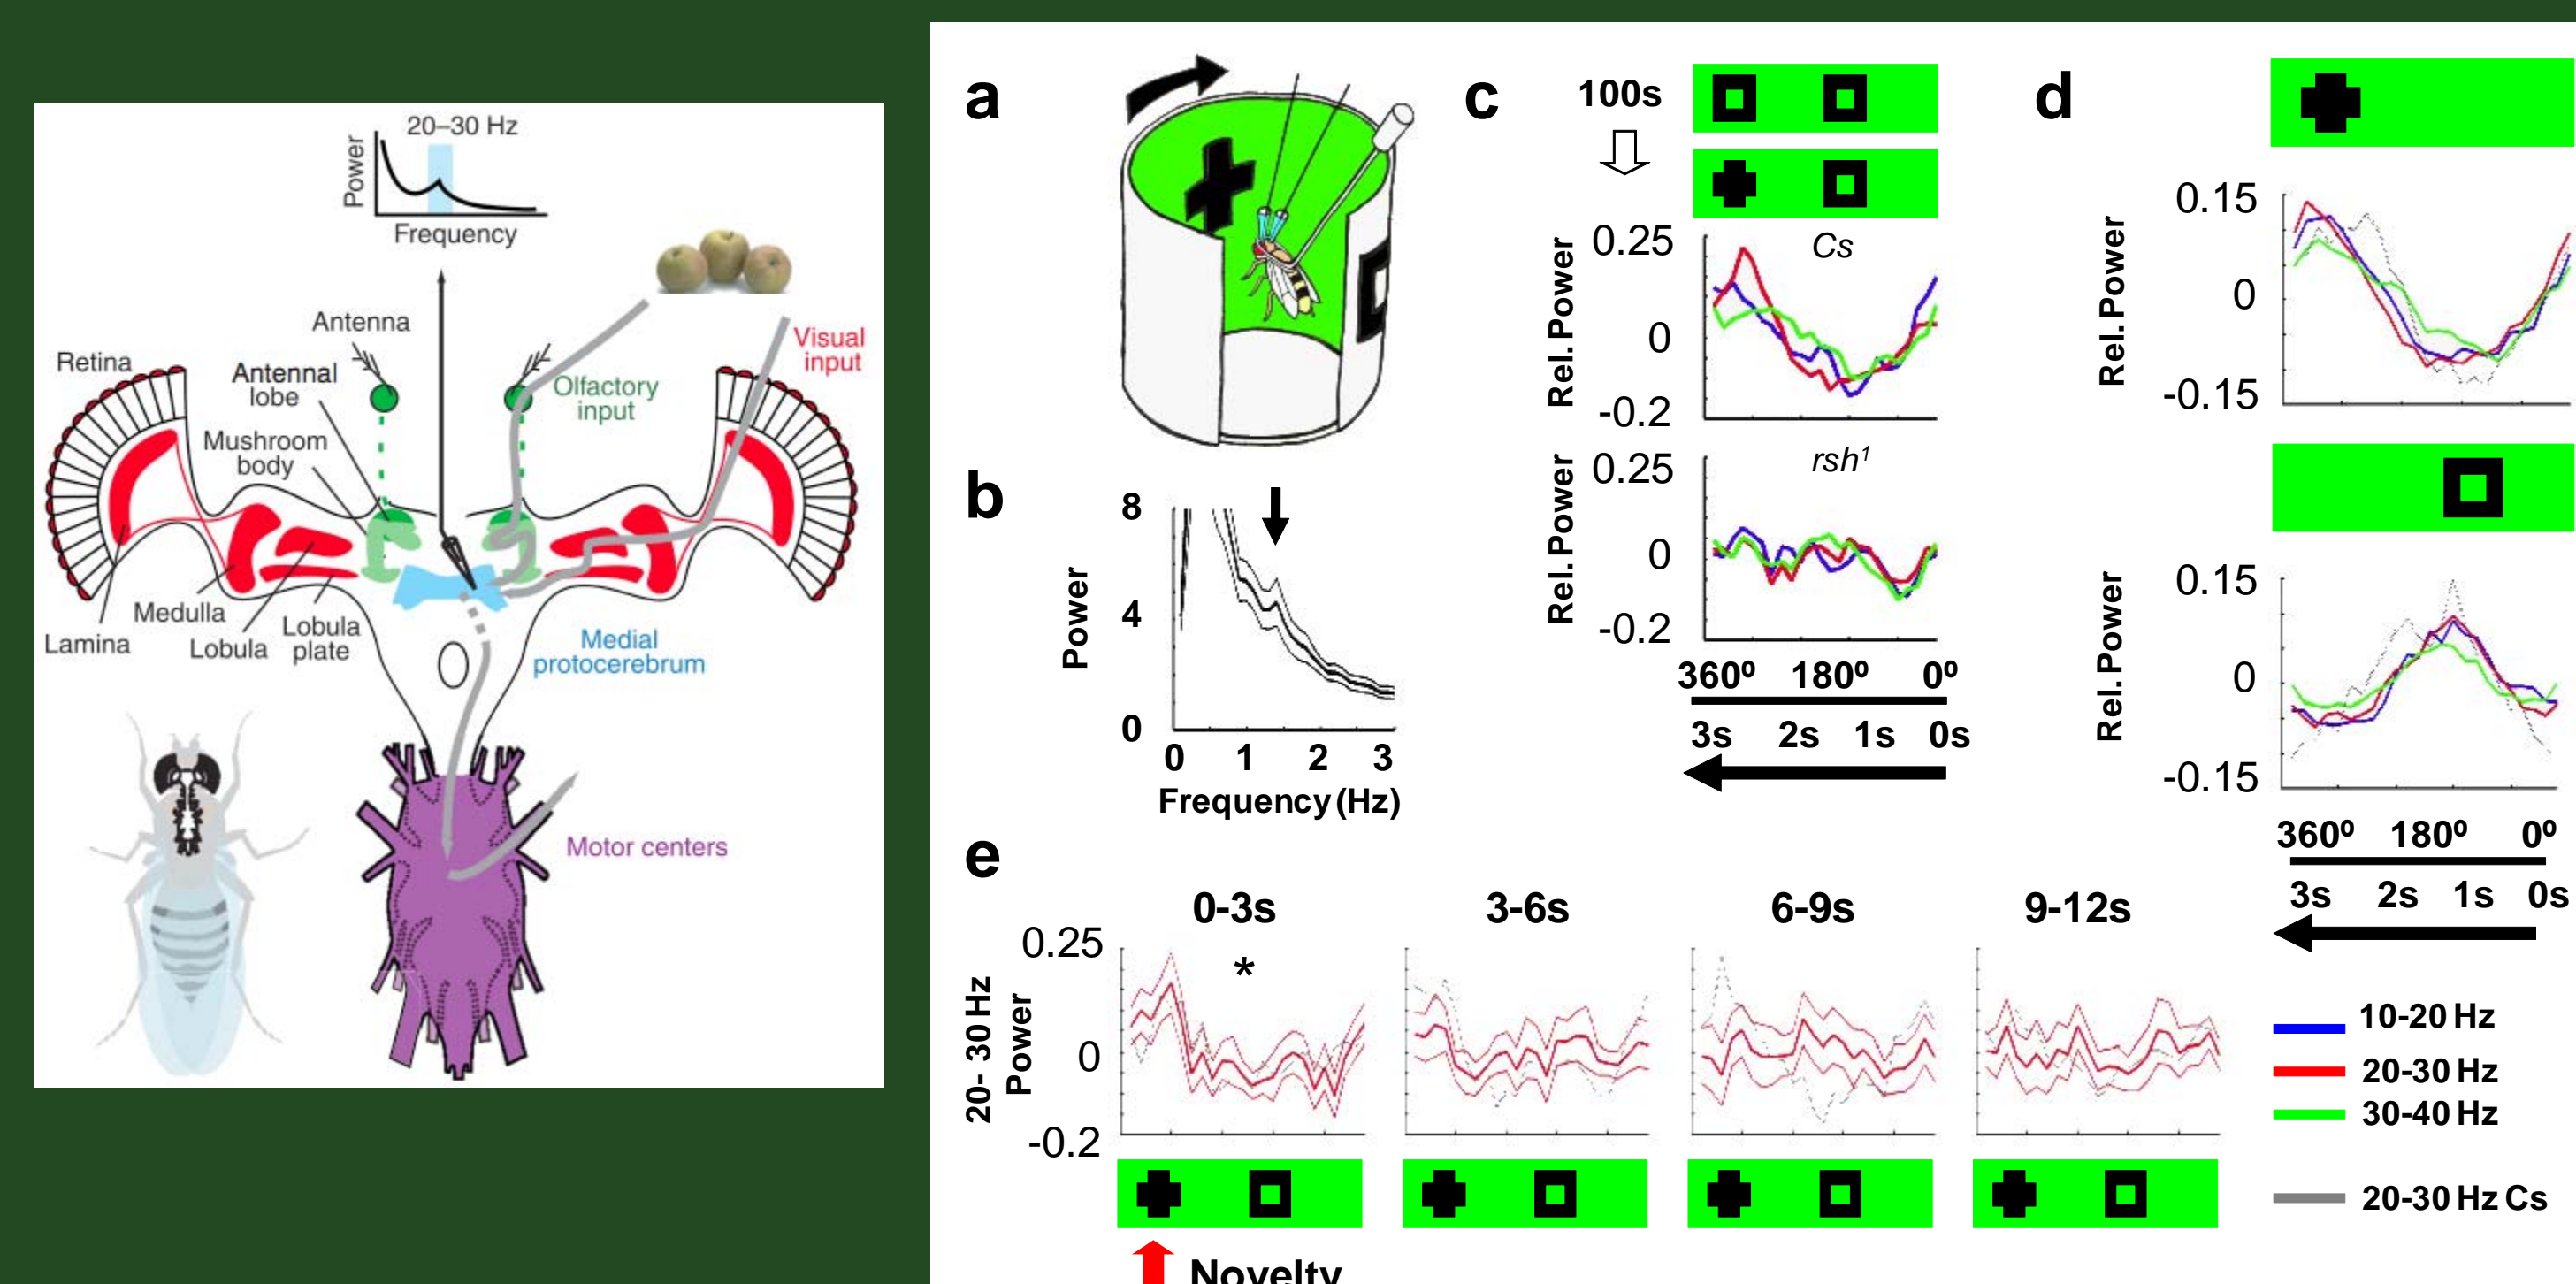 20–30 Hz
Power
Frequency
Antenna
Retina
Antennal
lobe
Mushroom
body
Visual
input
Olfactory
input
Medulla
Lamina
Lobula
Lobula
plate
Medial
protocerebrum
Motor centers
a
b
8
4
0
Power
0 1 2 3
Frequency (Hz)
c
100s
Cs
0.25
0
-0.2
Rel. Power
rsh¹
0.25
0
-0.2
Rel. Power
360º 180º 0º
3s 2s 1s 0s
d
0.15
0
-0.15
Rel. Power
0.15
0
-0.15
Rel. Power
360º 180º 0º
3s 2s 1s 0s
e
0-3s 3-6s 6-9s 9-12s
0.25
0
-0.2
20- 30 Hz
Power
*
10-20 Hz
20-30 Hz
30-40 Hz
20-30 Hz Cs
Novelty